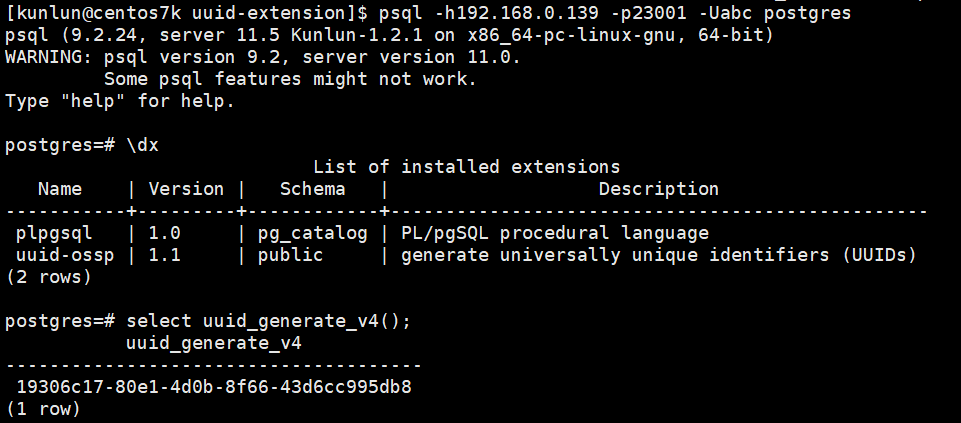 [kunlun@centos7k uuid-extension]$ psql -h192.168.0.139 -p23001 -Uabc postgres
psql (9.2.24, server 11.5 Kunlun-1.2.1 on x86_64-pc-linux-gnu, 64-bit)
WARNING: psql version 9.2, server version 11.0.
         Some psql features might not work.
Type "help" for help.

postgres=# \dx
                            List of installed extensions
   Name    | Version |   Schema   |                   Description
-----------+---------+------------+--------------------------------------------------
 plpgsql   | 1.0     | pg_catalog | PL/pgSQL procedural language
 uuid-ossp | 1.1     | public     | generate universally unique identifiers (UUIDs)
(2 rows)

postgres=# select uuid_generate_v4();
           uuid_generate_v4
--------------------------------------
 19306c17-80e1-4d0b-8f66-43d6cc995db8
(1 row)